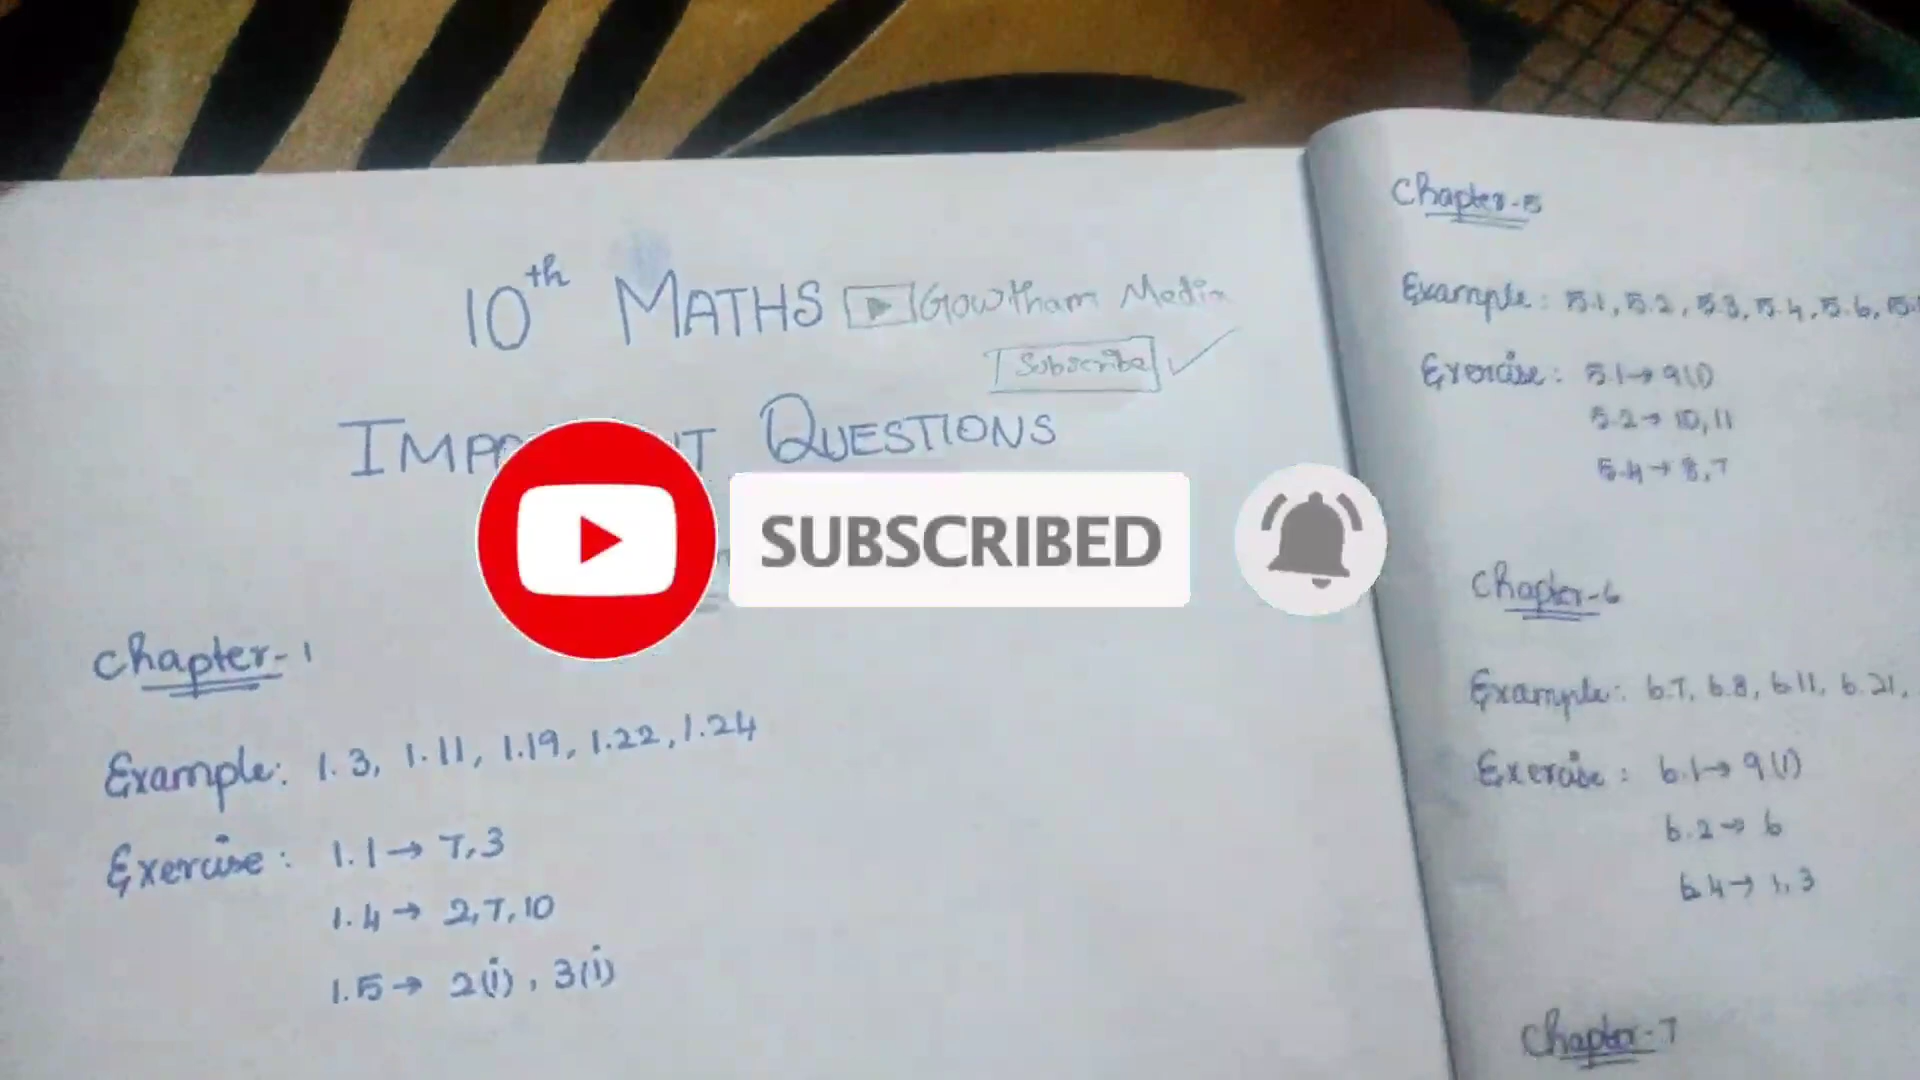 10th MATHS Gowtham Media
Subscribe
QUESTIONS
SUBSCRIBED
Chapter-1
Example: 1.3, 1.11, 1.19, 1.22, 1.24
Exercise: 1.1→ 7,3
1.4→ 2,7,10
1.5→ 2(i), 3(i)
Chapter-5
Example: 5.1, 5.2, 5.3, 5.4, 5.6,
Exercise: 5.1→ 9(i)
5.2→ 10,11
5.4→ 8,7
Chapter-6
Example: 6.7, 6.8, 6.11, 6.21,
Exercise: 6.1→ 9(i)
6.2→ 6
6.4→ 1,3
Chapter-7